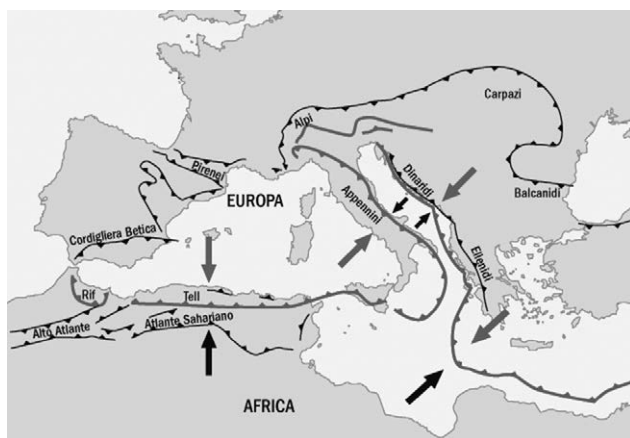 Carpazi
Alpi
Pirenei
Dinaridi
Balcanidi
EUROPA
Appennini
Cordigliera Betica
Ellenidi
Rif
Tell
Alto Atlante
Atlante Sahariano
AFRICA